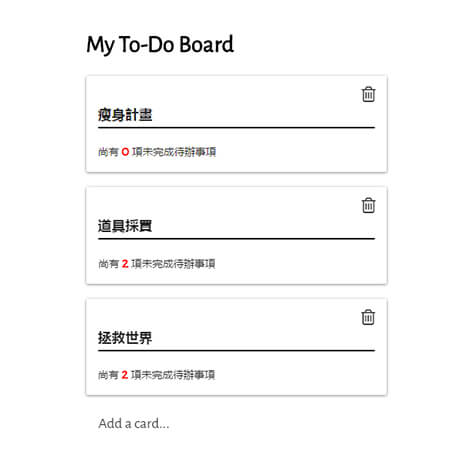 My To-Do Board
瘦身計畫
尚有 0 項未完成待辦事項
道具採買
尚有 2 項未完成待辦事項
拯救世界
尚有 2 項未完成待辦事項
Add a card...